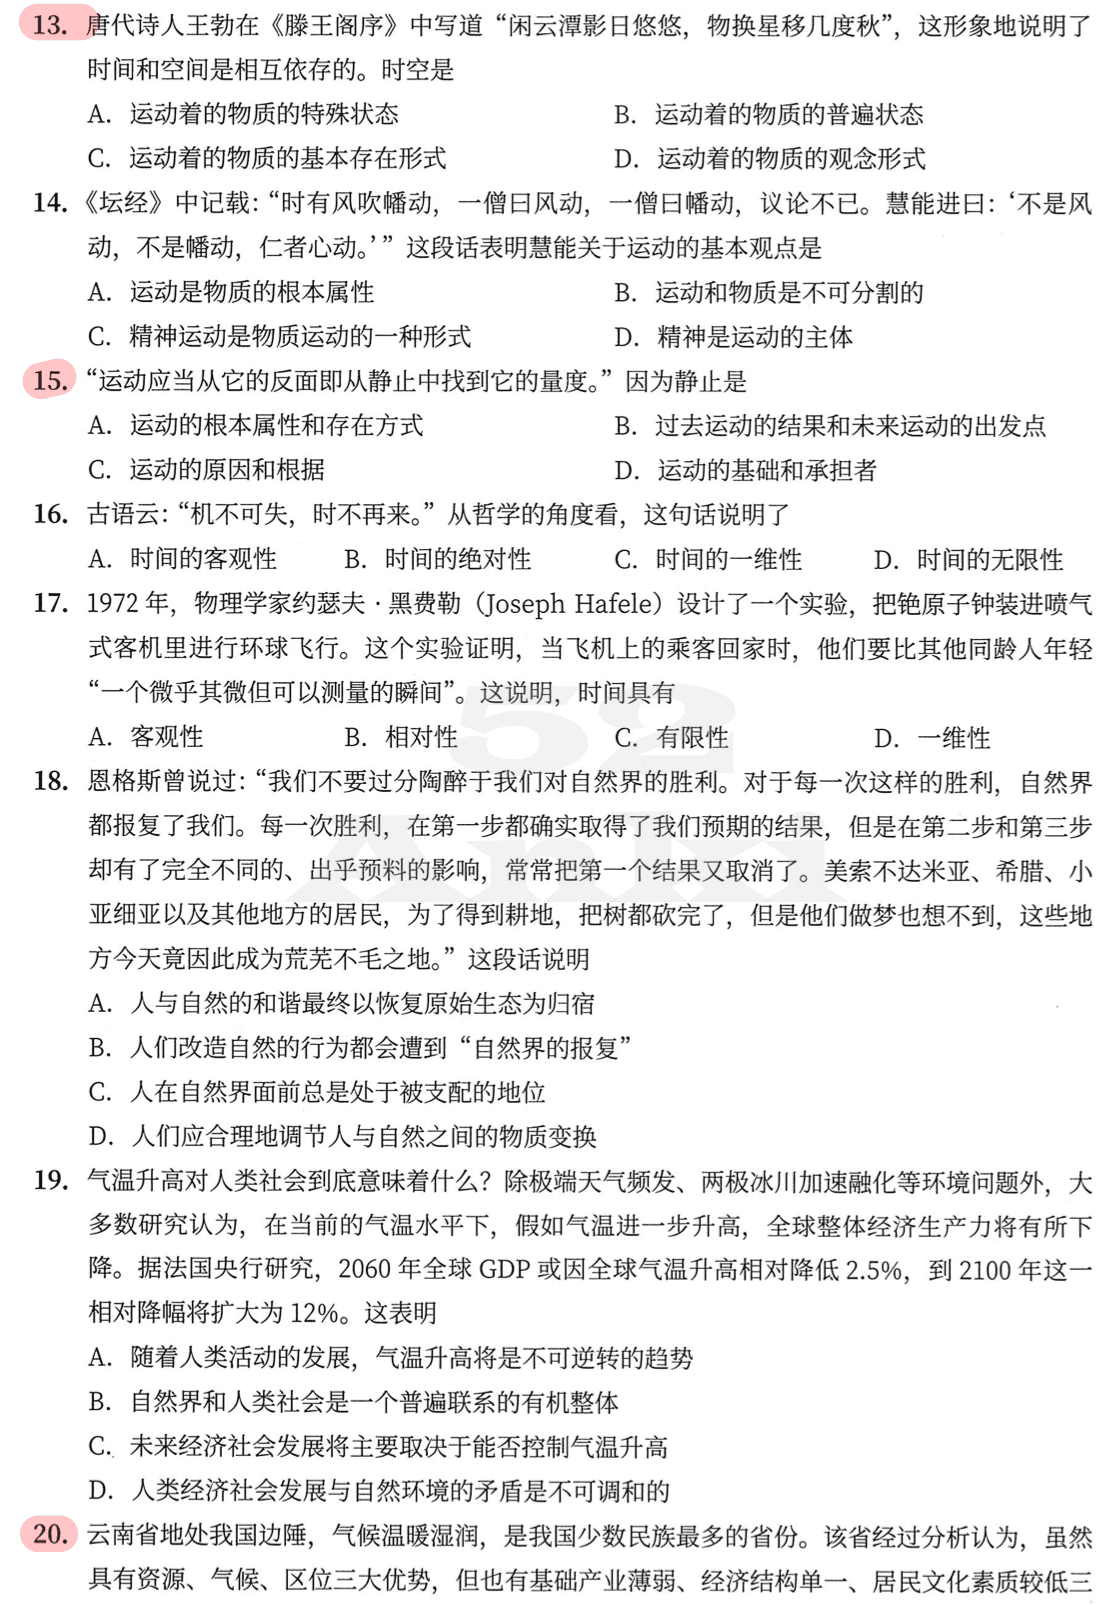 13. 唐代诗人王勃在《滕王阁序》中写道“闲云潭影日悠悠，物换星移几度秋”，这形象地说明了
时间和空间是相互依存的。时空是
A. 运动着的物质的特殊状态 B. 运动着的物质的普遍状态
C. 运动着的物质的基本存在形式 D. 运动着的物质的观念形式
14. 《坛经》中记载：“时有风吹幡动，一僧曰风动，一僧曰幡动，议论不已。慧能进曰：‘不是风
动，不是幡动，仁者心动。’”这段话表明慧能关于运动的基本观点是
A. 运动是物质的根本属性 B. 运动和物质是不可分割的
C. 精神运动是物质运动的一种形式 D. 精神是运动的主体
15. “运动应当从它的反面即从静止中找到它的量度。”因为静止是
A. 运动的根本属性和存在方式 B. 过去运动的结果和未来运动的出发点
C. 运动的原因和根据 D. 运动的基础和承担者
16. 古语云：“机不可失，时不再来。”从哲学的角度看，这句话说明了
A. 时间的客观性 B. 时间的绝对性 C. 时间的一维性 D. 时间的无限性
17. 1972 年，物理学家约瑟夫·黑费勒（Joseph Hafele）设计了一个实验，把铯原子钟装进喷气
式客机里进行环球飞行。这个实验证明，当飞机上的乘客回家时，他们要比其他同龄人年轻
“一个微乎其微但可以测量的瞬间”。这说明，时间具有
A. 客观性 B. 相对性 C. 有限性 D. 一维性
18. 恩格斯曾说过：“我们不要过分陶醉于我们对自然界的胜利。对于每一次这样的胜利，自然界
都报复了我们。每一次胜利，在第一步都确实取得了我们预期的结果，但是在第二步和第三步
却有了完全不同的、出乎预料的影响，常常把第一个结果又取消了。美索不达米亚、希腊、小
亚细亚以及其他地方的居民，为了得到耕地，把树都砍完了，但是他们做梦也想不到，这些地
方今天竟因此成为荒芜不毛之地。”这段话说明
A. 人与自然的和谐最终以恢复原始生态为归宿
B. 人们改造自然的行为都会遭到“自然界的报复”
C. 人在自然界面前总是处于被支配的地位
D. 人们应合理地调节人与自然之间的物质变换
19. 气温升高对人类社会到底意味着什么？除极端天气频发、两极冰川加速融化等环境问题外，大
多数研究认为，在当前的气温水平下，假如气温进一步升高，全球整体经济生产力将有所下
降。据法国央行研究，2060 年全球 GDP 或因全球气温升高相对降低 2.5%，到 2100 年这一
相对降幅将扩大为 12%。这表明
A. 随着人类活动的发展，气温升高将是不可逆转的趋势
B. 自然界和人类社会是一个普遍联系的有机整体
C. 未来经济社会发展将主要取决于能否控制气温升高
D. 人类经济社会发展与自然环境的矛盾是不可调和的
20. 云南省地处我国边陲，气候温暖湿润，是我国少数民族最多的省份。该省经过分析认为，虽然
具有资源、气候、区位三大优势，但也有基础产业薄弱、经济结构单一、居民文化素质较低三
52
AnM